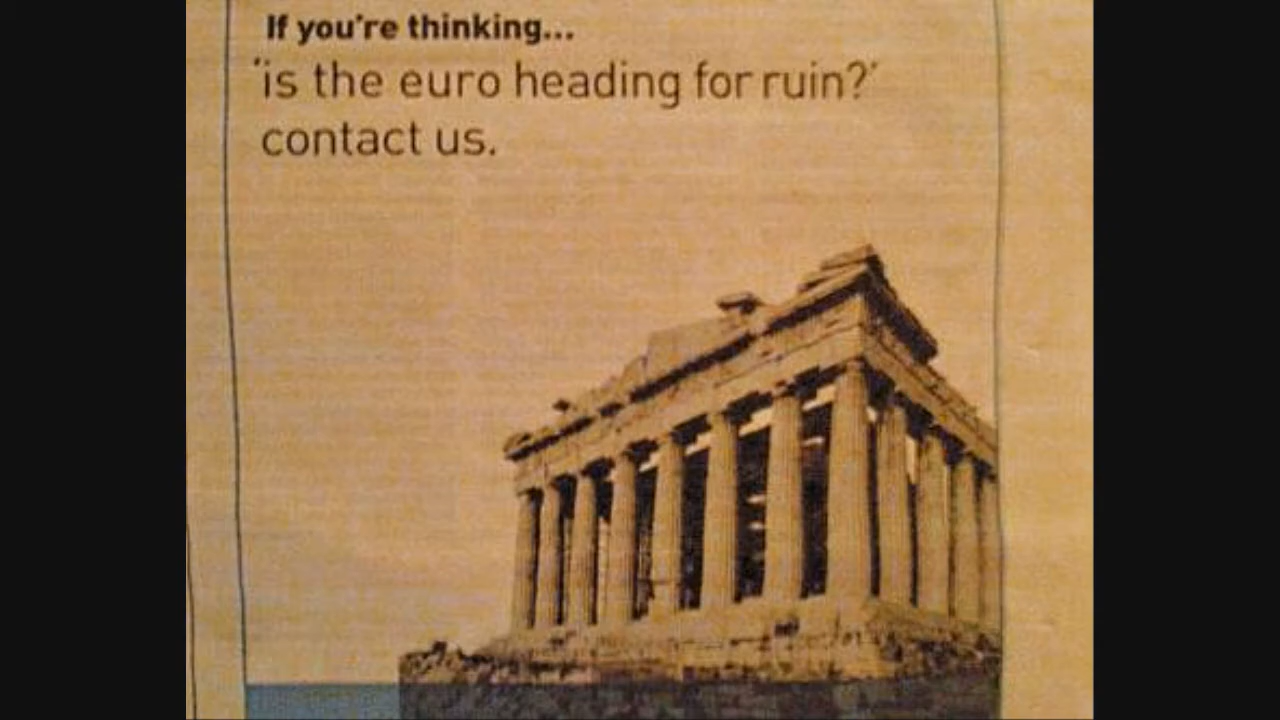 If you're thinking...
'is the euro heading for ruin?'
contact us.